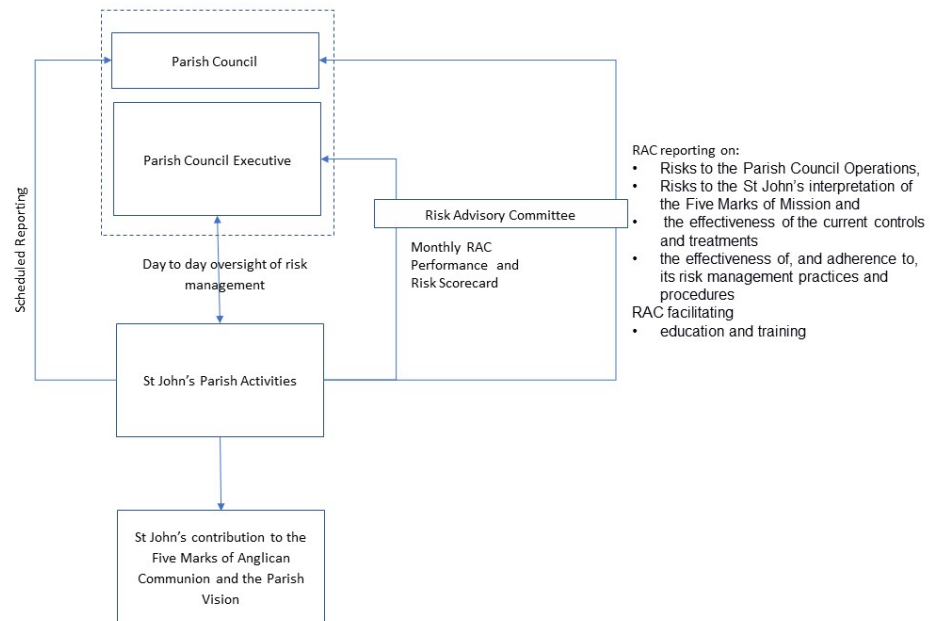 Parish Council
Parish Council Executive
Scheduled Reporting
Day to day oversight of risk
management
Risk Advisory Committee
Monthly RAC
Performance and
Risk Scorecard
RAC reporting on:
• Risks to the Parish Council Operations,
• Risks to the St John’s interpretation of
the Five Marks of Mission and
• the effectiveness of the current controls
and treatments
• the effectiveness of, and adherence to,
its risk management practices and
procedures
RAC facilitating
• education and training
St John’s Parish Activities
St John’s contribution to the
Five Marks of Anglican
Communion and the Parish
Vision